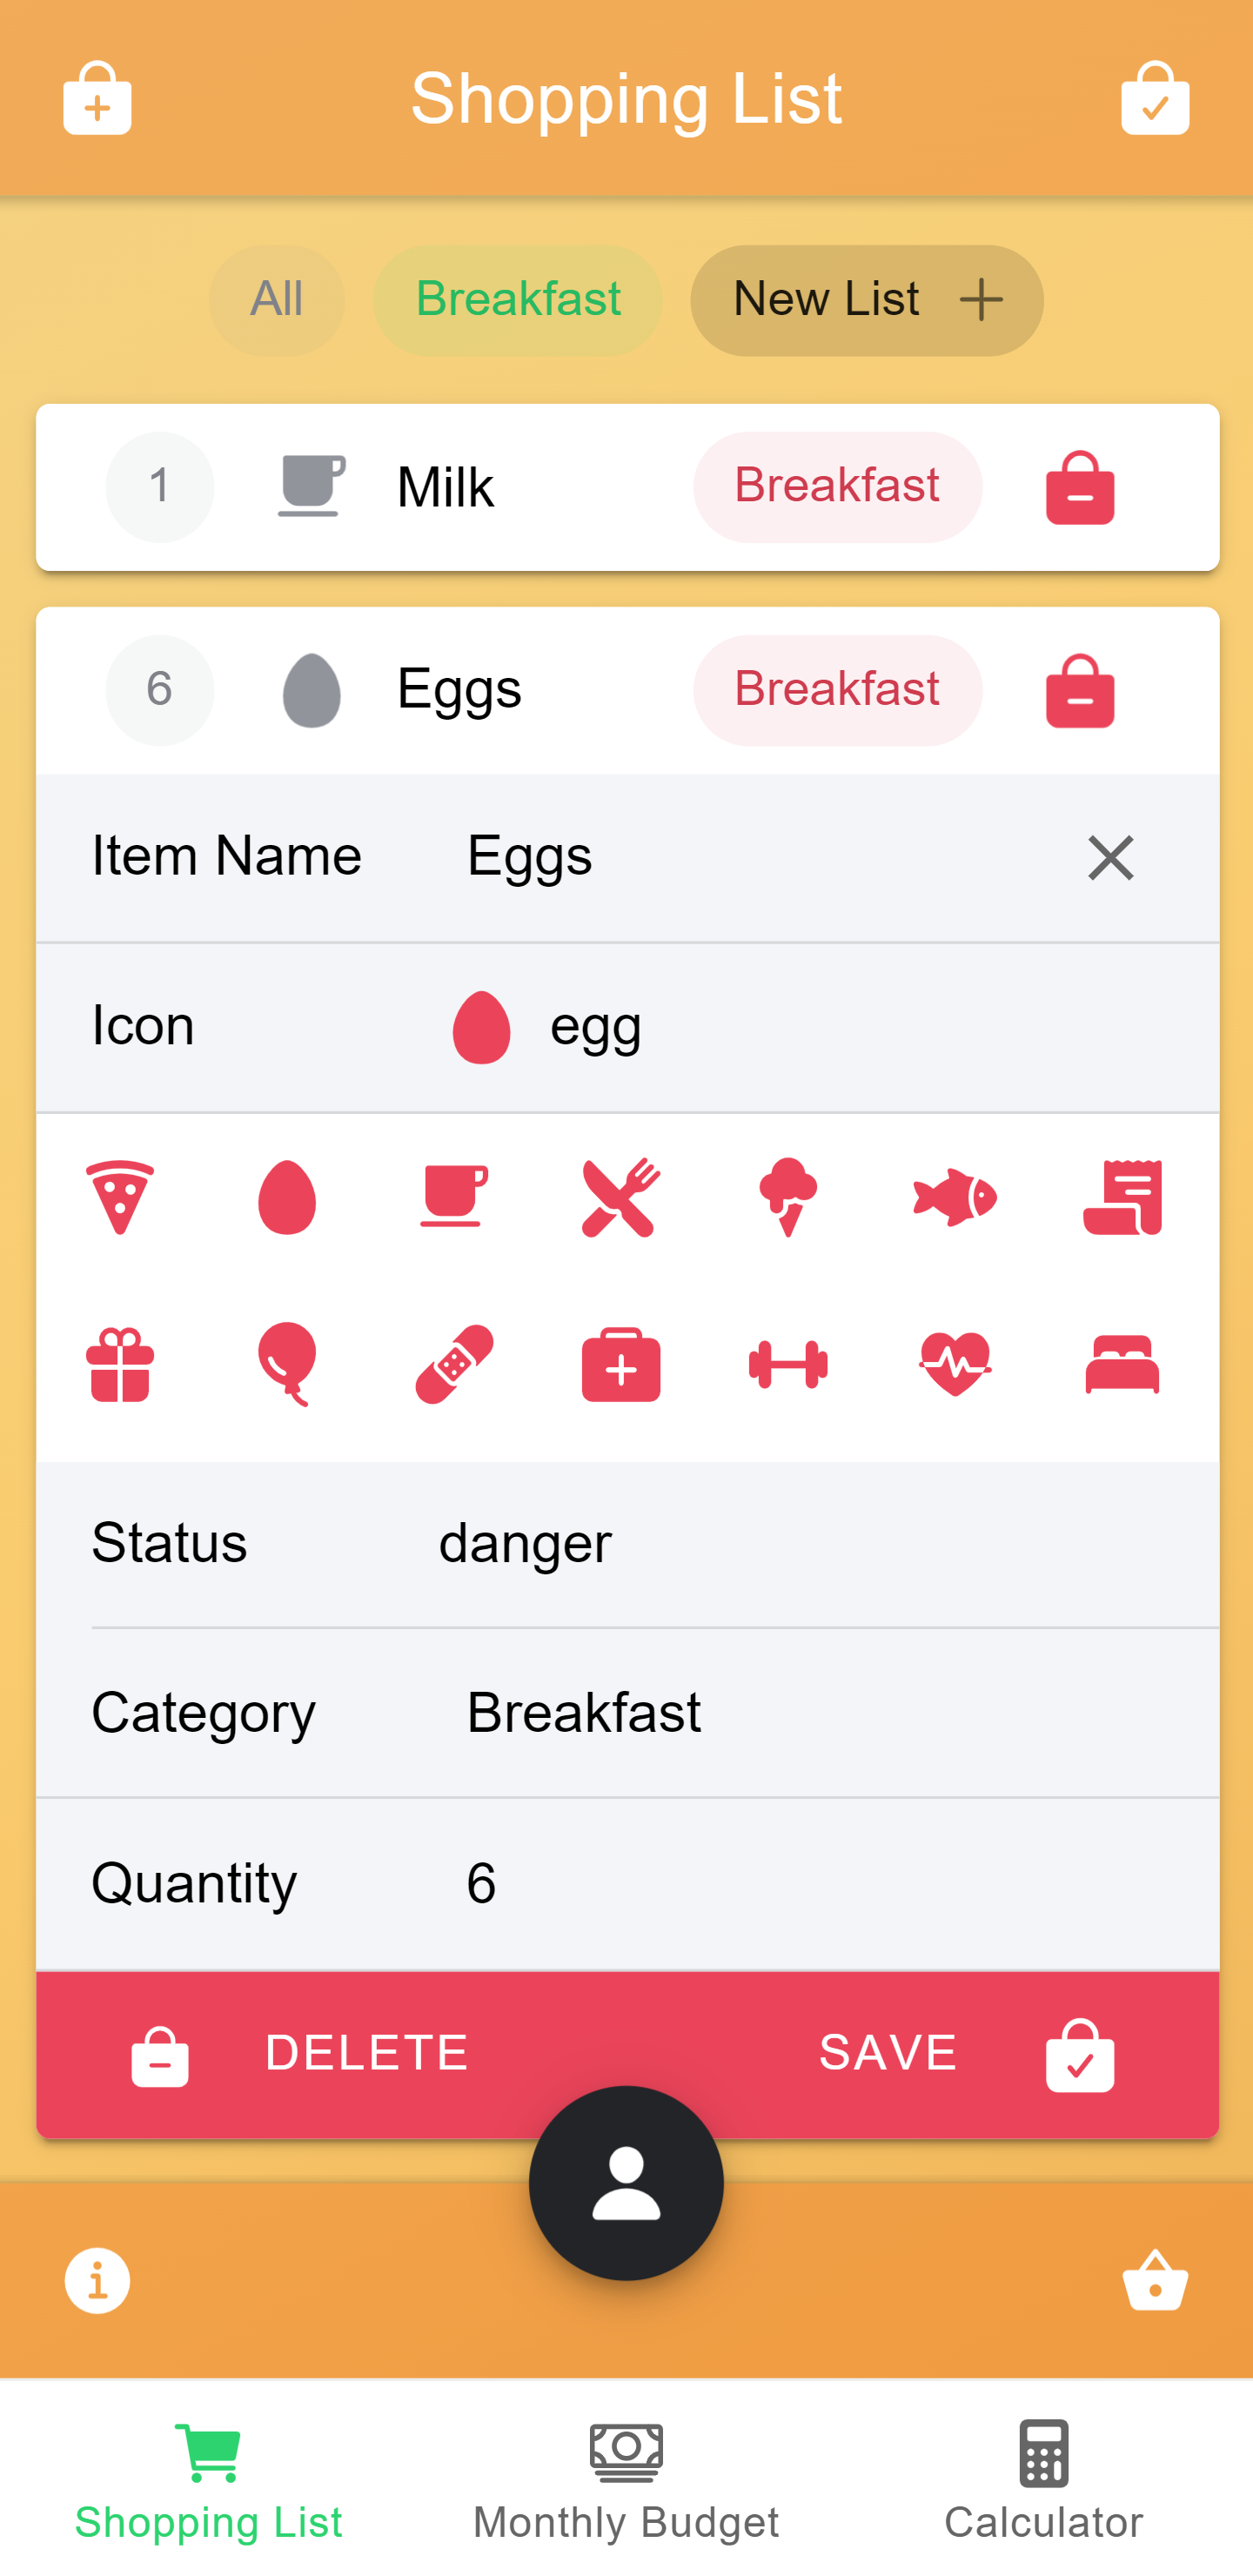 Shopping List
All Breakfast New List
1 Milk Breakfast
6 Eggs Breakfast
Item Name Eggs
Icon egg
Status danger
Category Breakfast
Quantity 6
DELETE SAVE
Shopping List Monthly Budget Calculator